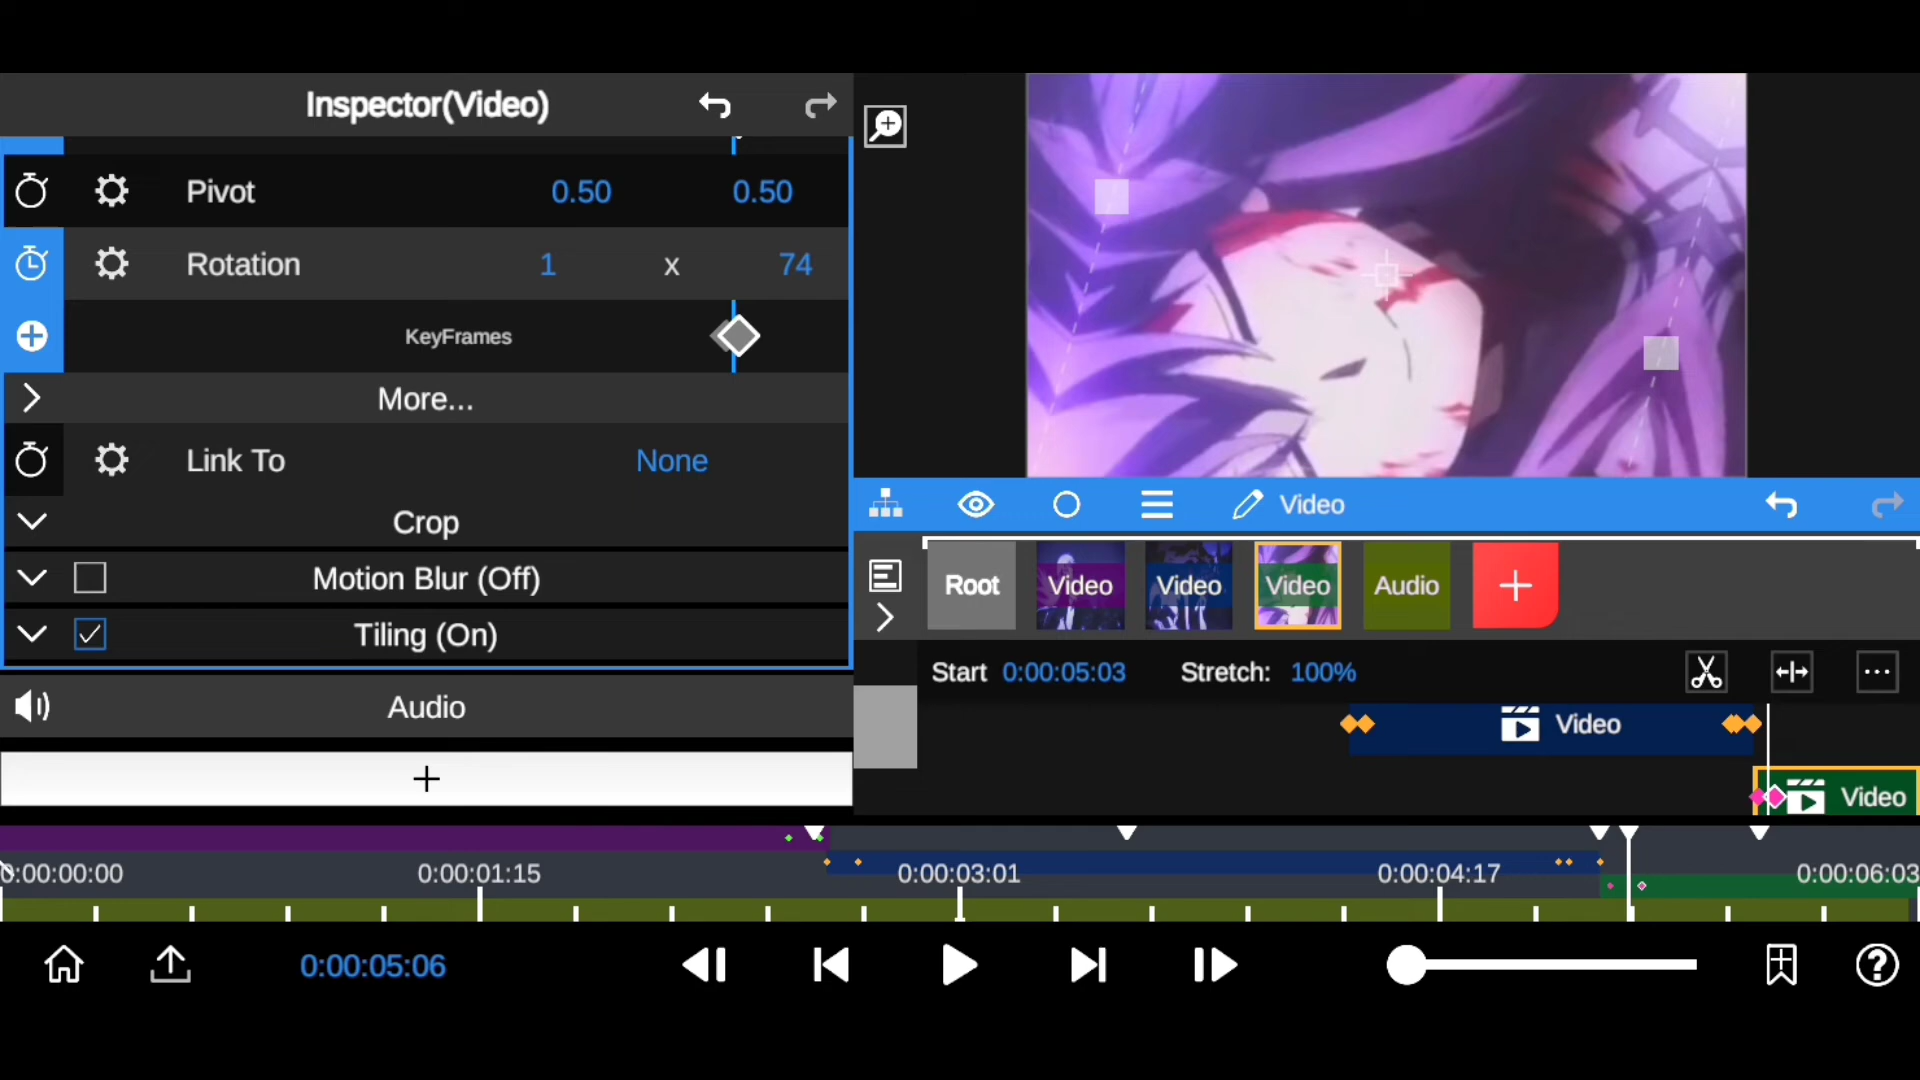 Inspector(Video)
Pivot 0.50 0.50
Rotation 1 x 74
KeyFrames
More...
Link To None
Crop
Motion Blur (Off)
Tiling (On)
Audio
Video
Root Video Video Video Audio
Start 0:00:05:03 Stretch: 100%
Video
Video
0:00:00:00 0:00:01:15 0:00:03:01 0:00:04:17 0:00:06:03
0:00:05:06